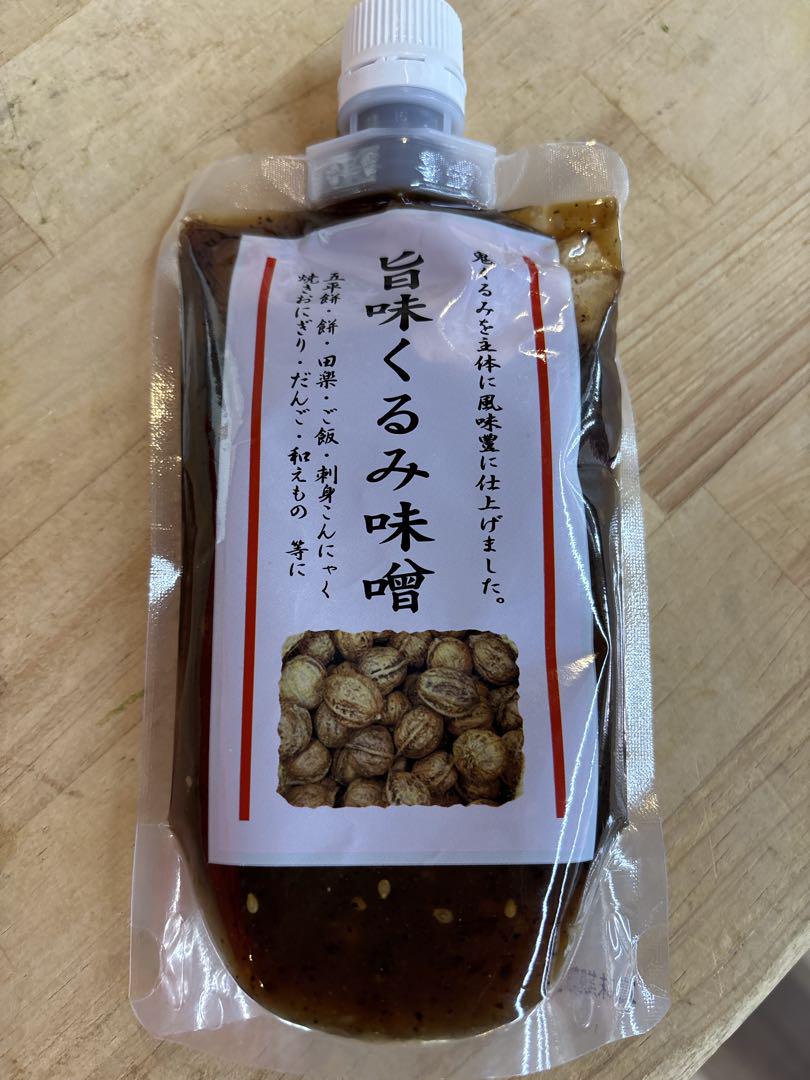 鬼くるみを主体に風味豊に仕上げました。
旨味くるみ味噌
五平餅・餅・田楽・ご飯・刺身こんにゃく
焼きおにぎり・だんご・和えもの 等に